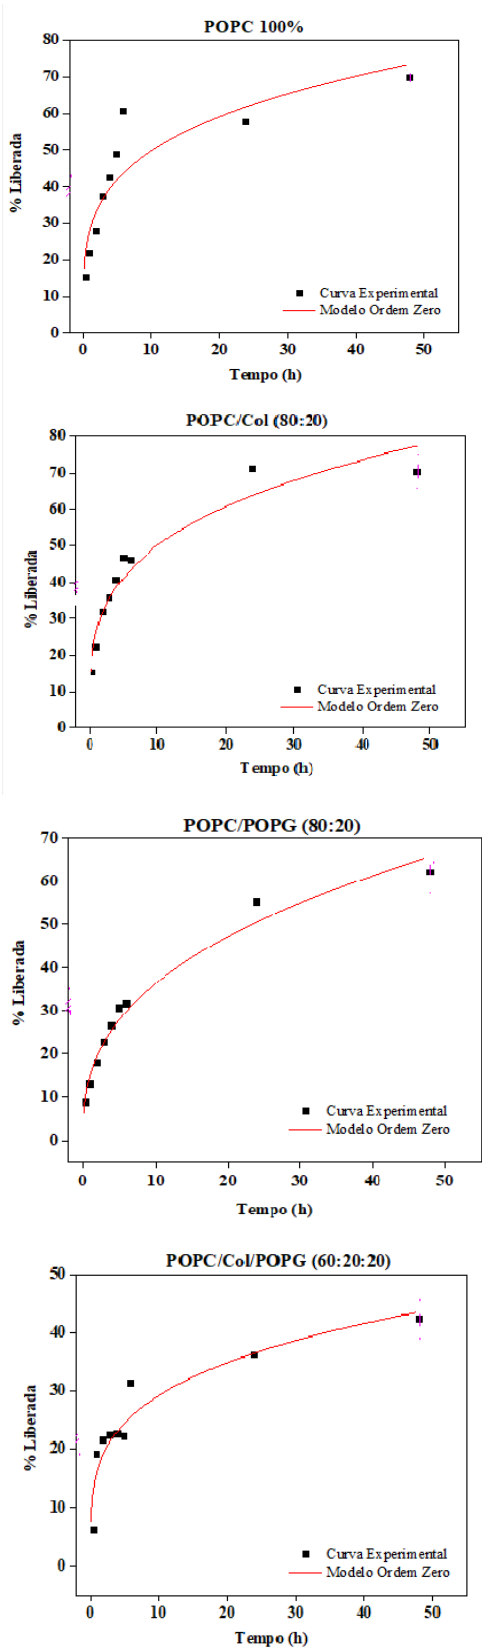 POPC 100%
80
70
60
50
40
30
20
10
0
% Liberada
Curva Experimental
Modelo Ordem Zero
0 10 20 30 40 50
Tempo (h)
POPC/Col (80:20)
80
70
60
50
40
30
20
10
0
% Liberada
Curva Experimental
Modelo Ordem Zero
0 10 20 30 40 50
Tempo (h)
POPC/POPG (80:20)
70
60
50
40
30
20
10
0
% Liberada
Curva Experimental
Modelo Ordem Zero
0 10 20 30 40 50
Tempo (h)
POPC/Col/POPG (60:20:20)
50
40
30
20
10
0
% Liberada
Curva Experimental
Modelo Ordem Zero
0 10 20 30 40 50
Tempo (h)